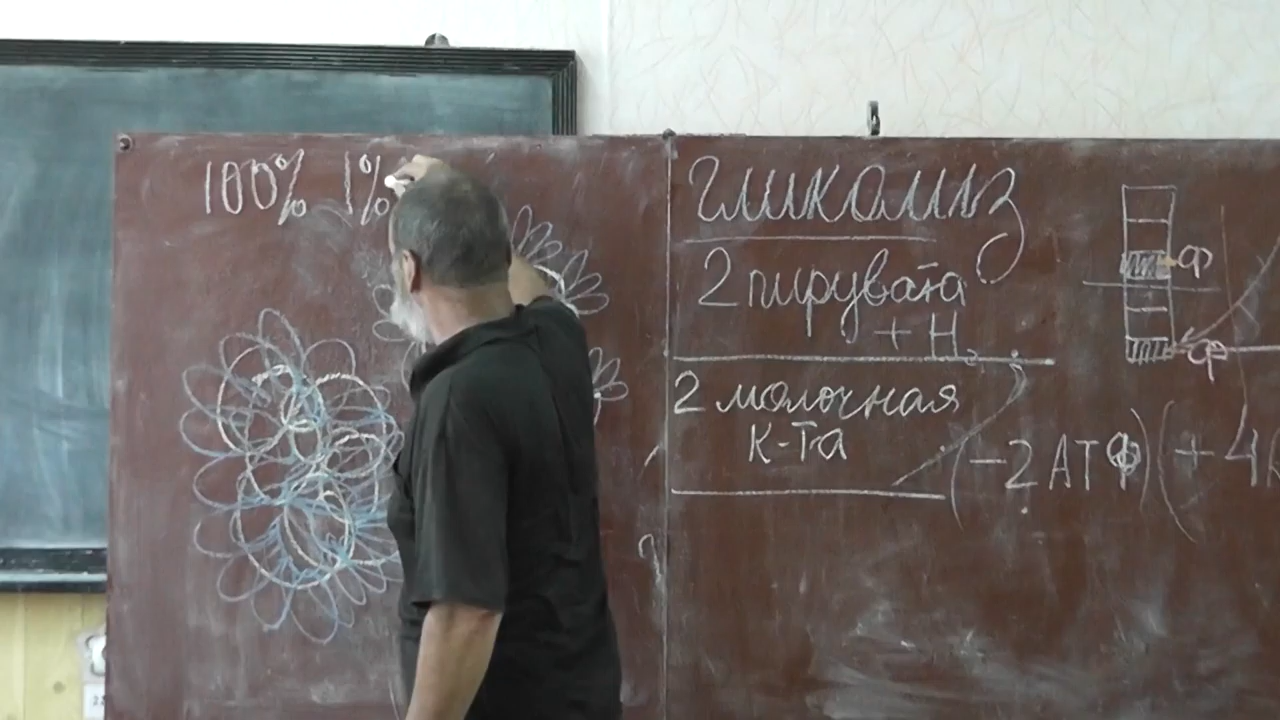 100% 1%
гликолиз
2 пирувата
+ H₂
2 молочная
к-та
(-2 АТФ) (+ 4
Ф
Ф